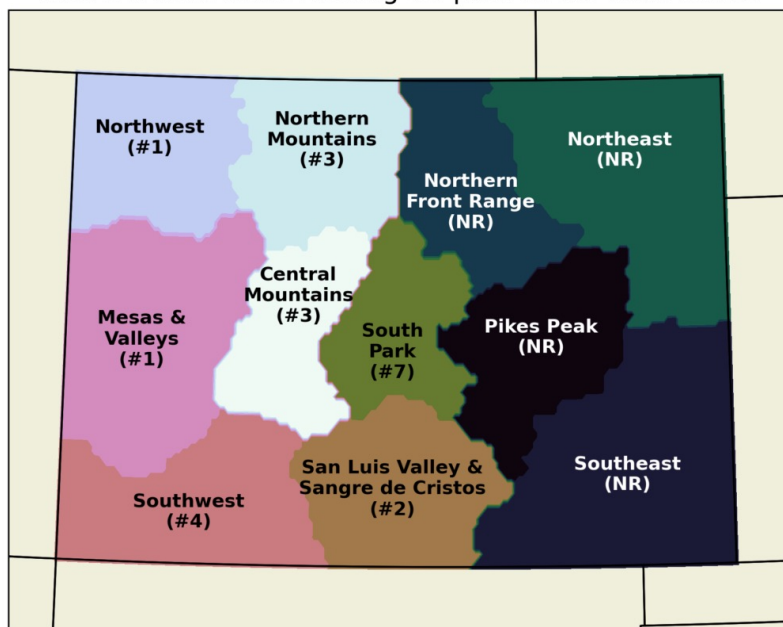 Northwest
(#1)
Northern
Mountains
(#3)
Northern
Front Range
(NR)
Northeast
(NR)
Mesas &
Valleys
(#1)
Central
Mountains
(#3)
South
Park
(#7)
Pikes Peak
(NR)
Southwest
(#4)
San Luis Valley &
Sangre de Cristos
(#2)
Southeast
(NR)